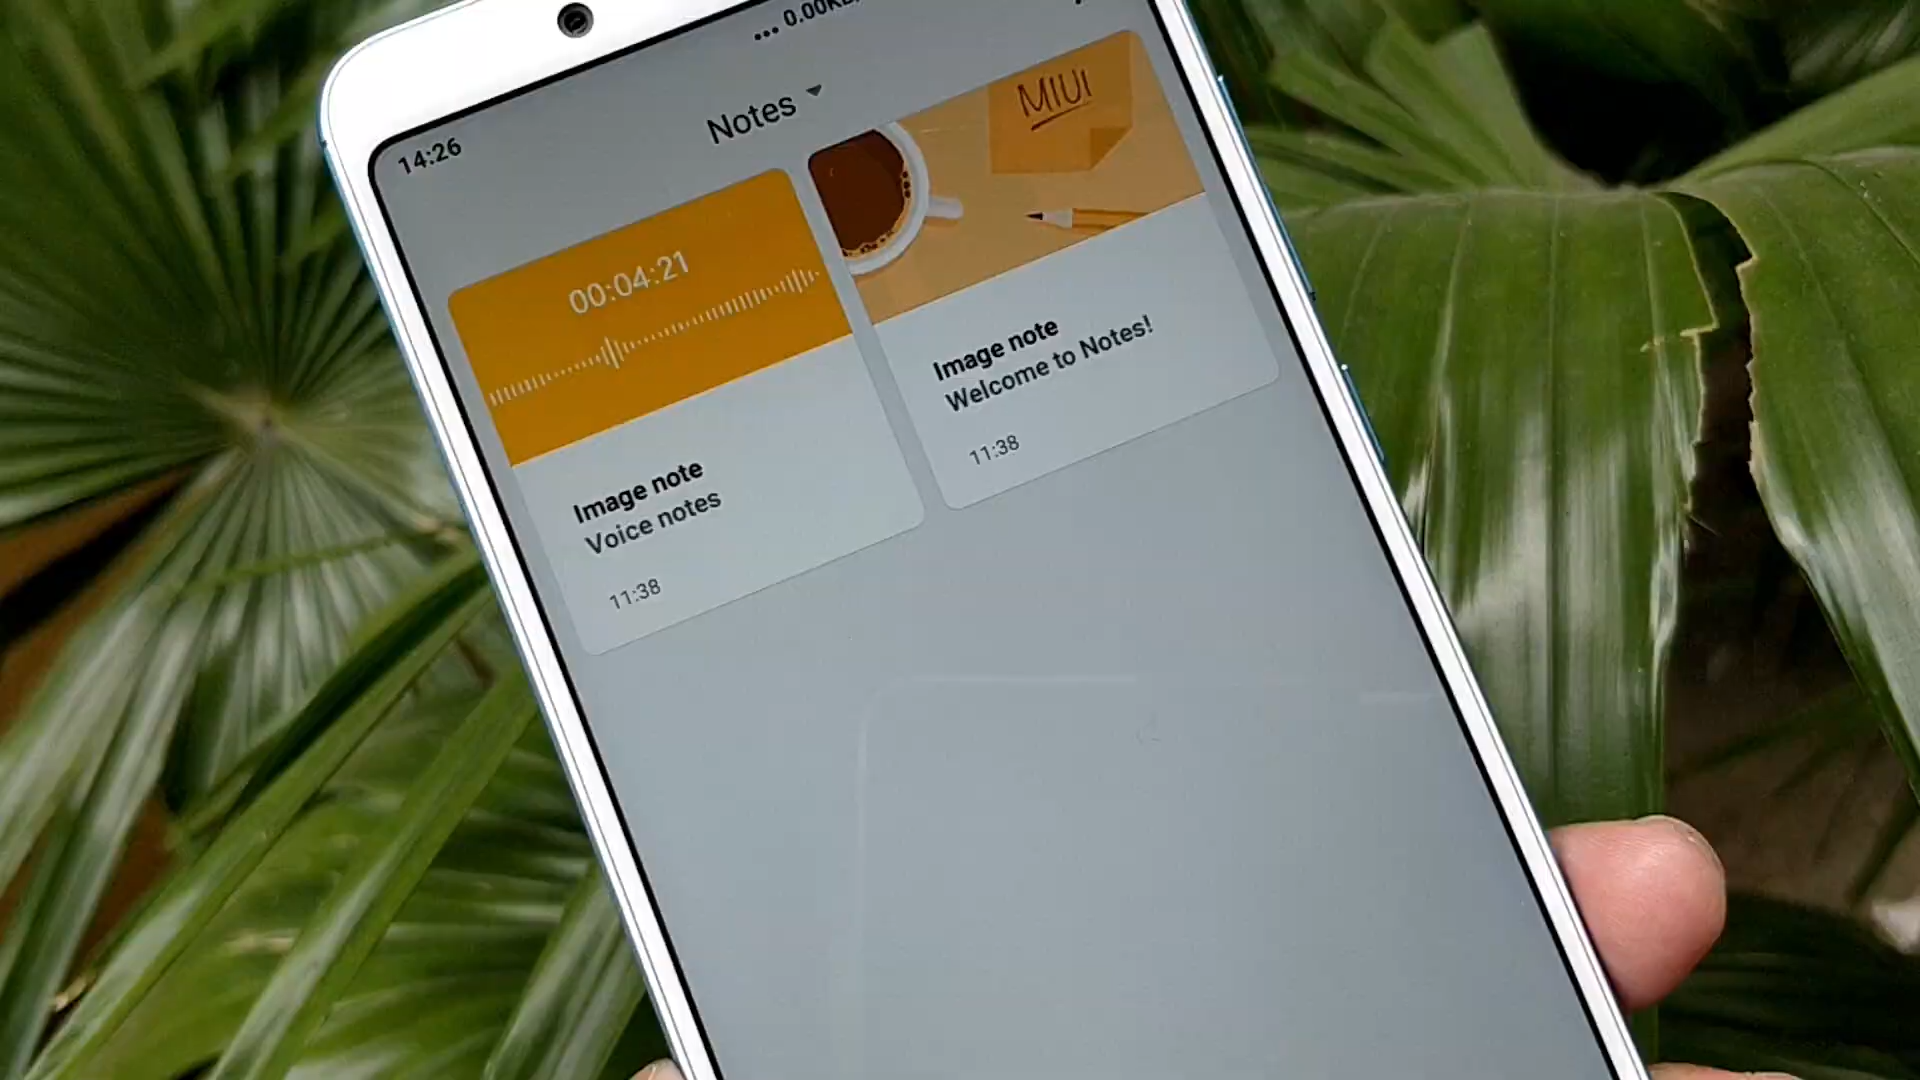 14:26
... 0.00KB/
Notes
00:04:21
Image note
Voice notes
11:38
MIUI
Image note
Welcome to Notes!
11:38